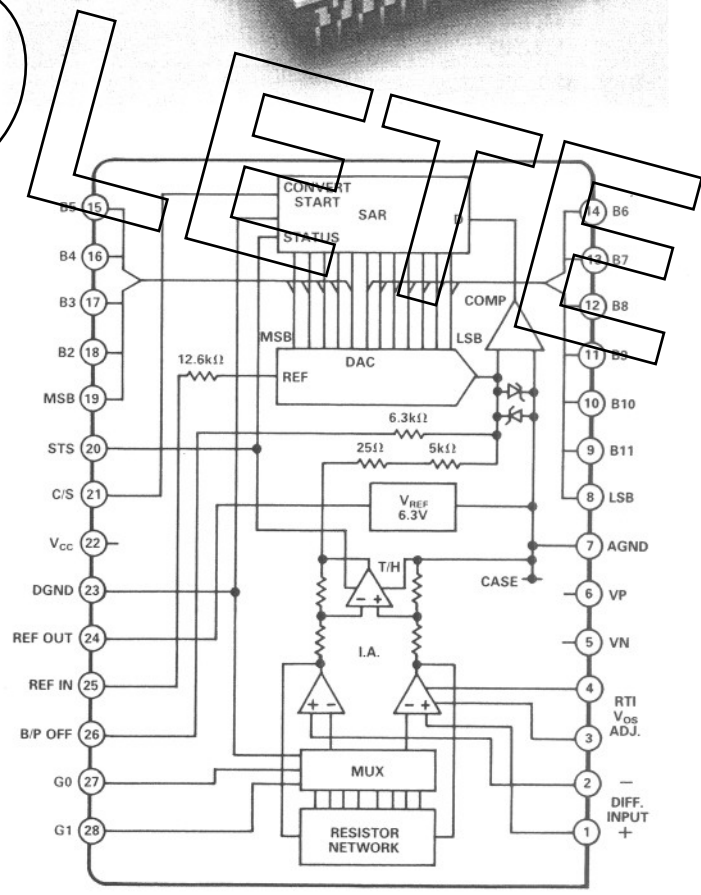 LETE
CONVERT
START
SAR
D
STATUS
B5 15
14 B6
B4 16
13 B7
B3 17
12 B8
COMP
MSB
LSB
B2 18
11 B9
12.6kΩ
DAC
REF
MSB 19
10 B10
6.3kΩ
STS 20
9 B11
25Ω
5kΩ
C/S 21
8 LSB
VREF
6.3V
VCC 22
7 AGND
T/H
CASE
DGND 23
6 VP
– +
REF OUT 24
5 VN
I.A.
REF IN 25
4
RTI
VOS
ADJ.
+ –
– +
B/P OFF 26
3
MUX
G0 27
2 –
DIFF.
INPUT
G1 28
1 +
RESISTOR
NETWORK